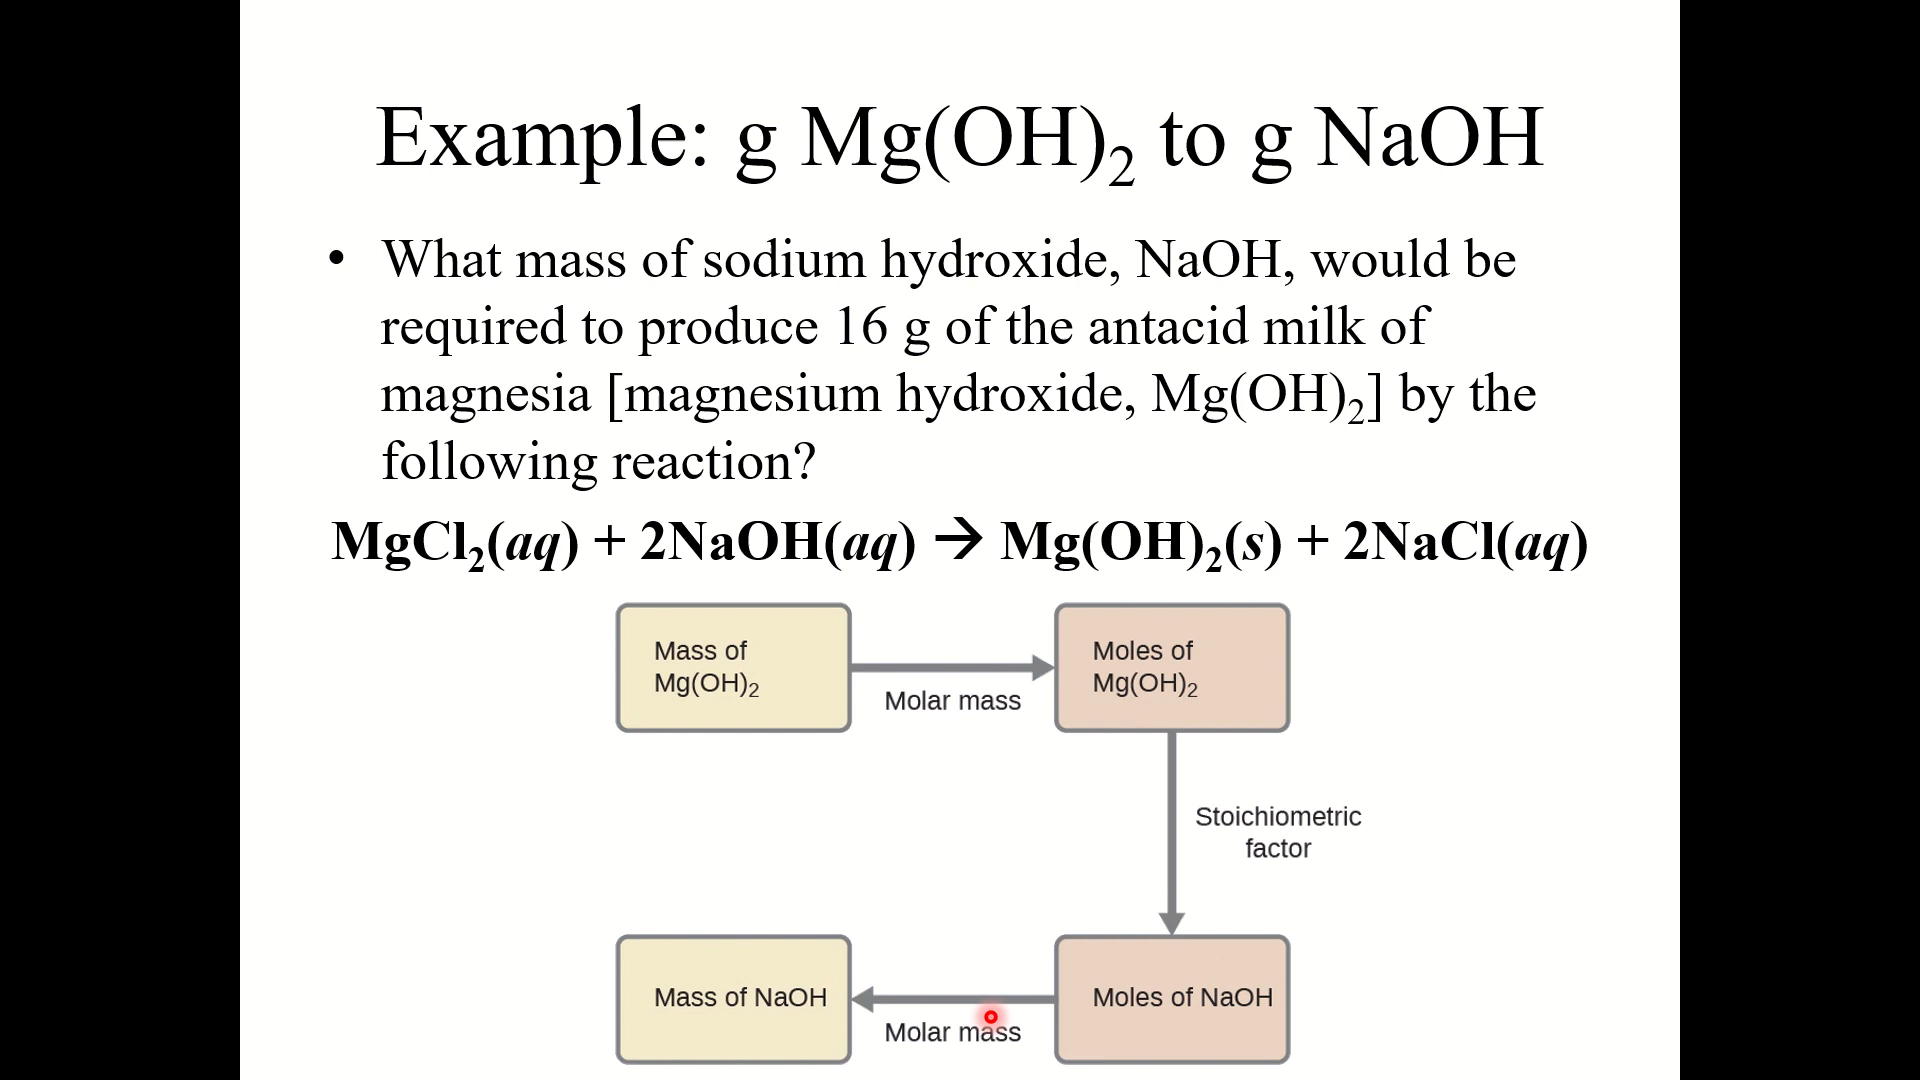 Example: g Mg(OH)₂ to g NaOH
• What mass of sodium hydroxide, NaOH, would be
required to produce 16 g of the antacid milk of
magnesia [magnesium hydroxide, Mg(OH)₂] by the
following reaction?
MgCl₂(aq) + 2NaOH(aq) → Mg(OH)₂(s) + 2NaCl(aq)
Mass of
Mg(OH)₂
Molar mass
Moles of
Mg(OH)₂
Stoichiometric
factor
Moles of NaOH
Molar mass
Mass of NaOH